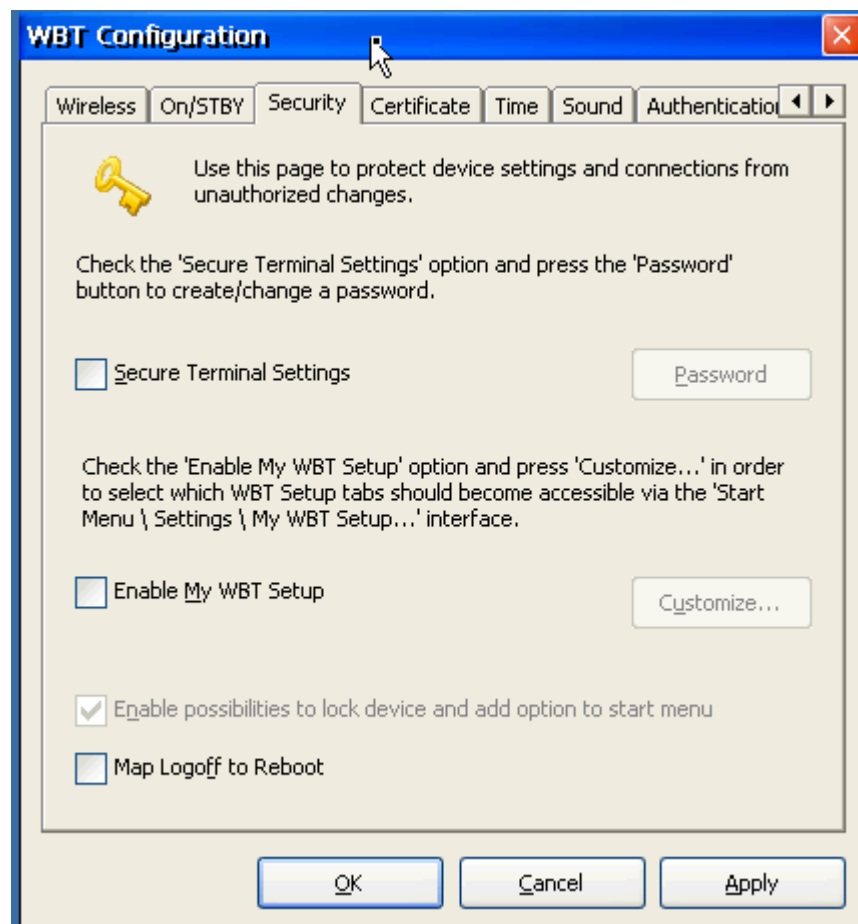 WBT Configuration
Wireless On/STBY Security Certificate Time Sound Authentication
Use this page to protect device settings and connections from
unauthorized changes.
Check the 'Secure Terminal Settings' option and press the 'Password'
button to create/change a password.
Secure Terminal Settings Password
Check the 'Enable My WBT Setup' option and press 'Customize...' in order
to select which WBT Setup tabs should become accessible via the 'Start
Menu \ Settings \ My WBT Setup...' interface.
Enable My WBT Setup Customize...
Enable possibilities to lock device and add option to start menu
Map Logoff to Reboot
OK Cancel Apply